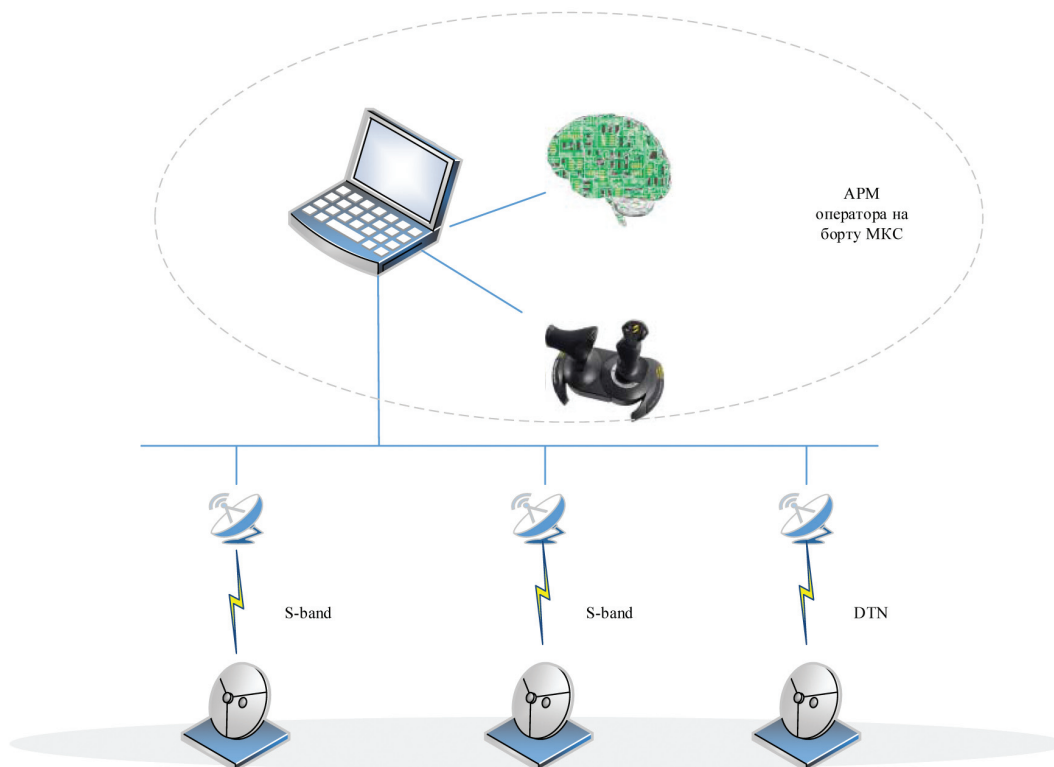 АРМ
оператора на
борту МКС
S-band
S-band
DTN